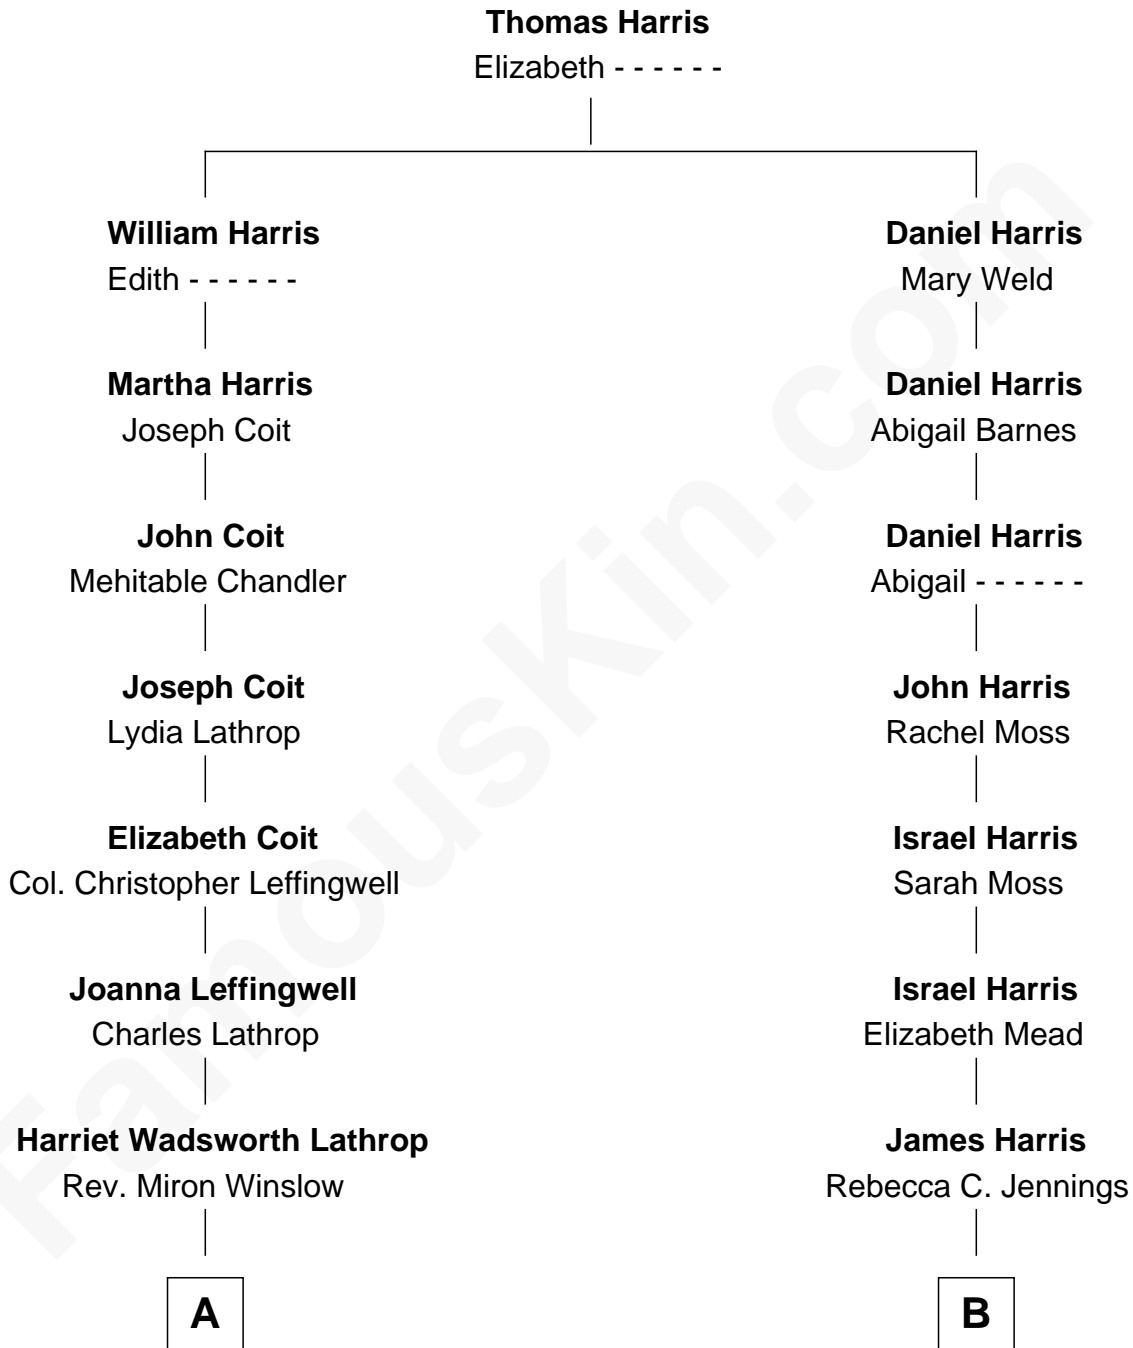 Thomas Harris
Elizabeth - - - - - -
William Harris
Edith - - - - - -
Daniel Harris
Mary Weld
Martha Harris
Joseph Coit
Daniel Harris
Abigail Barnes
John Coit
Mehitable Chandler
Daniel Harris
Abigail - - - - - -
Joseph Coit
Lydia Lathrop
John Harris
Rachel Moss
Elizabeth Coit
Col. Christopher Leffingwell
Israel Harris
Sarah Moss
Joanna Leffingwell
Charles Lathrop
Israel Harris
Elizabeth Mead
Harriet Wadsworth Lathrop
Rev. Miron Winslow
James Harris
Rebecca C. Jennings
A
B
FamousKin.com